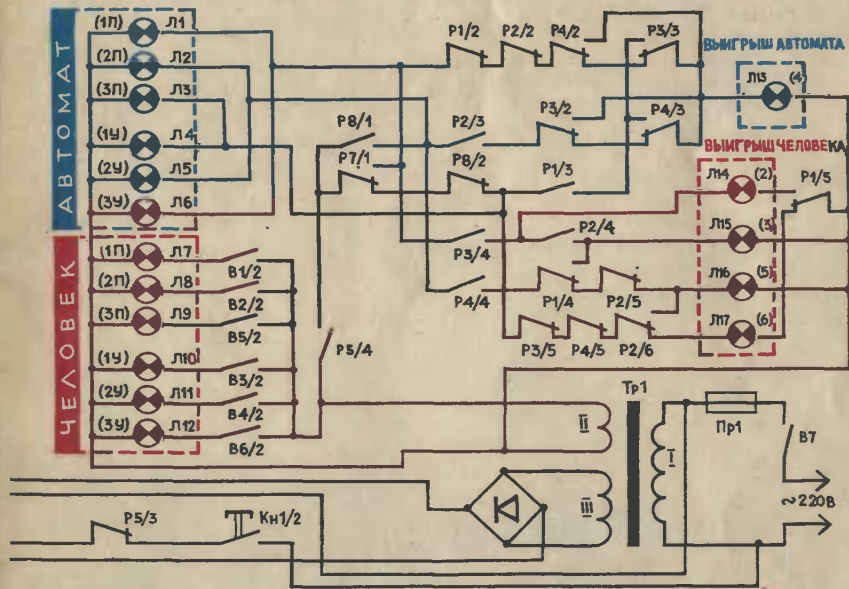 АВТОМАТ
(1П) Л1
(2П) Л2
(3П) Л3
(1У) Л4
(2У) Л5
(3У) Л6
ЧЕЛОВЕК
(1П) Л7
(2П) Л8
(3П) Л9
(1У) Л10
(2У) Л11
(3У) Л12
В1/2
В2/2
В5/2
В3/2
В4/2
В6/2
Р1/2 Р2/2 Р4/2 Р3/3
Р8/1 Р2/3 Р3/2 Р4/3
Р7/1 Р8/2 Р1/3
Р3/4 Р2/4
Р4/4 Р1/4 Р2/5
Р3/5 Р4/5 Р2/6
Р5/4
ВЫИГРЫШ АВТОМАТА
Л13 (4)
ВЫИГРЫШ ЧЕЛОВЕКА
Л14 (2) Р1/5
Л15 (3)
Л16 (5)
Л17 (6)
Тр1
II
I
III
Пр1
В7
~220В
Р5/3 Кн1/2